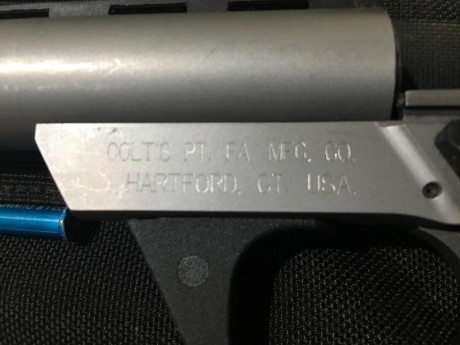 COLT'S PT. FA. MFG. CO.
HARTFORD, CT. USA.